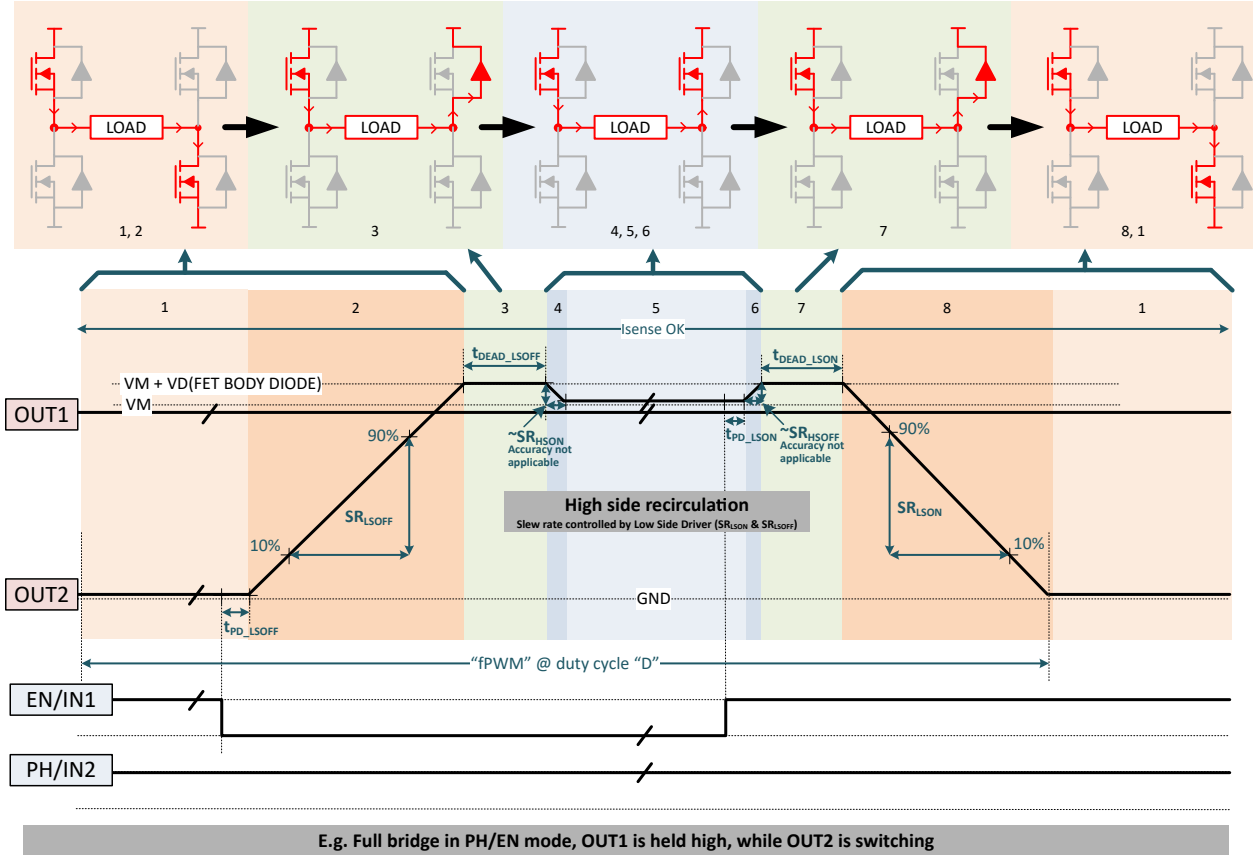 LOAD
LOAD
LOAD
LOAD
LOAD
1, 2
3
4, 5, 6
7
8, 1
1
2
3
4
5
6
7
8
1
Isense OK
tDEAD_LSOFF
tDEAD_LSON
VM + VD(FET BODY DIODE)
VM
OUT1
90%
~SRHSON
Accuracy not
applicable
tPD_LSON
~SRHSOFF
Accuracy not
applicable
90%
High side recirculation
Slew rate controlled by Low Side Driver (SRLSON & SRLSOFF)
SRLSOFF
SRLSON
10%
10%
OUT2
GND
tPD_LSOFF
“fPWM” @ duty cycle “D”
EN/IN1
PH/IN2
E.g. Full bridge in PH/EN mode, OUT1 is held high, while OUT2 is switching